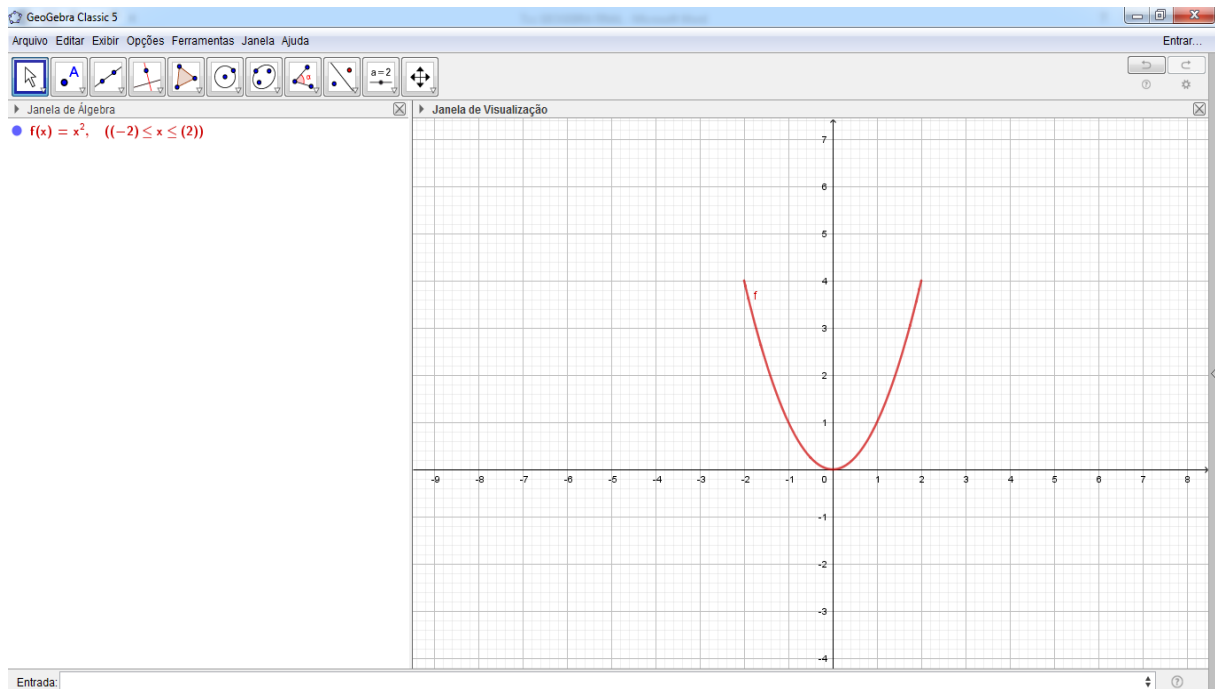 GeoGebra Classic 5
Arquivo Editar Exibir Opções Ferramentas Janela Ajuda
Entrar...
A
α
a=2
Janela de Álgebra
Janela de Visualização
f(x) = x², ((−2) ≤ x ≤ (2))
7
6
5
4
f
3
2
1
-9 -8 -7 -6 -5 -4 -3 -2 -1 0 1 2 3 4 5 6 7 8
-1
-2
-3
-4
Entrada: